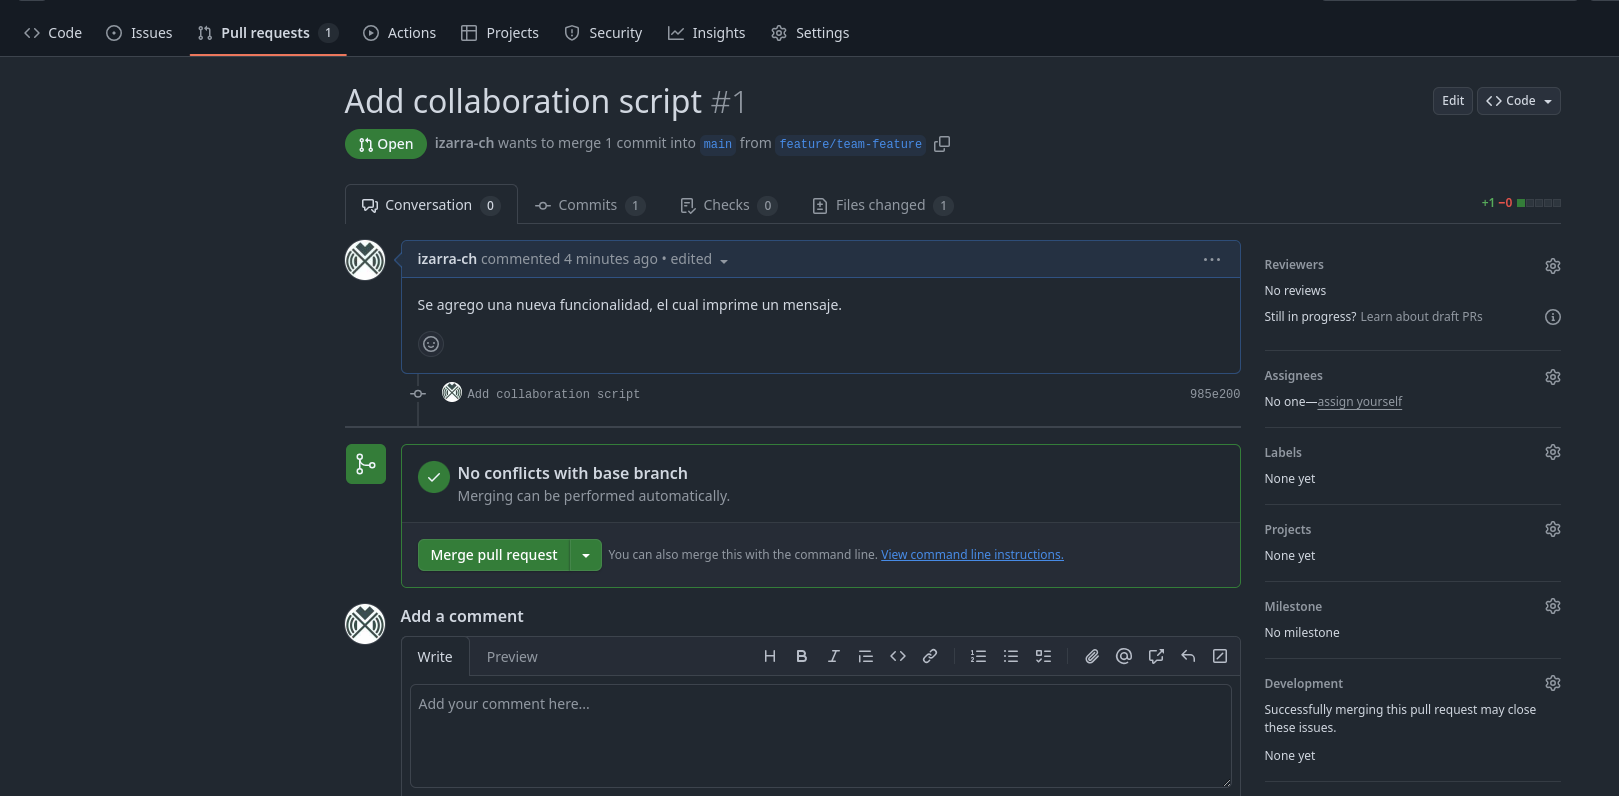 Code Issues Pull requests 1 Actions Projects Security Insights Settings
Add collaboration script #1
Edit Code
Open izarra-ch wants to merge 1 commit into main from feature/team-feature
Conversation 0 Commits 1 Checks 0 Files changed 1 +1 −0
izarra-ch commented 4 minutes ago • edited
Se agrego una nueva funcionalidad, el cual imprime un mensaje.
Add collaboration script 985e200
No conflicts with base branch
Merging can be performed automatically.
Merge pull request You can also merge this with the command line. View command line instructions.
Add a comment
Write Preview
Add your comment here...
Reviewers
No reviews
Still in progress? Learn about draft PRs
Assignees
No one—assign yourself
Labels
None yet
Projects
None yet
Milestone
No milestone
Development
Successfully merging this pull request may close
these issues.
None yet